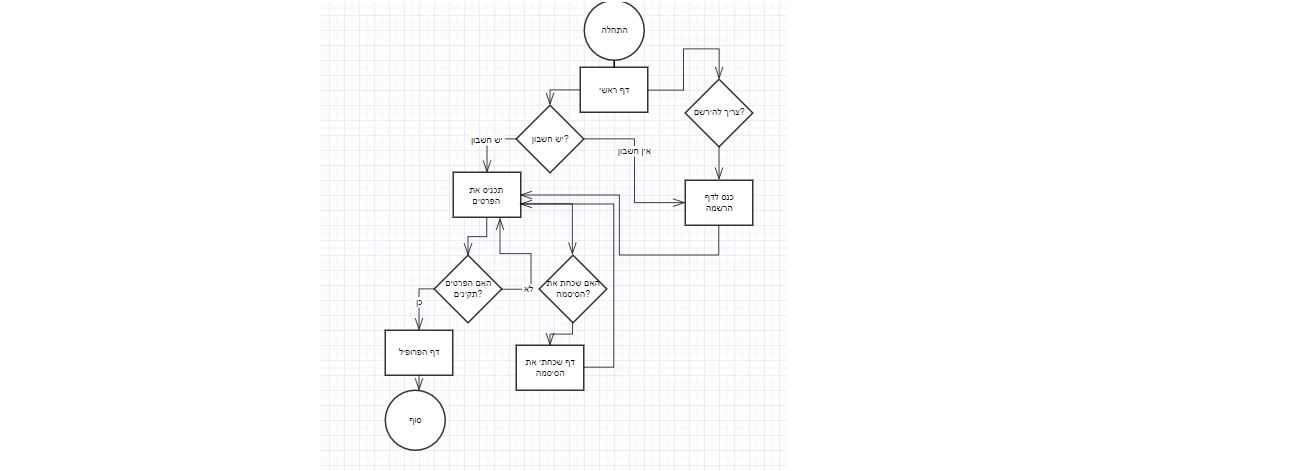 התחלה
דף ראשי
צריך להירשם?
יש חשבון?
יש חשבון
אין חשבון
תכניס את
הפרטים
כנס לדף
הרשמה
האם הפרטים
תקינים?
לא
האם שכחת את
הסיסמה?
כן
דף הפרופיל
דף שכחתי את
הסיסמה
סוף